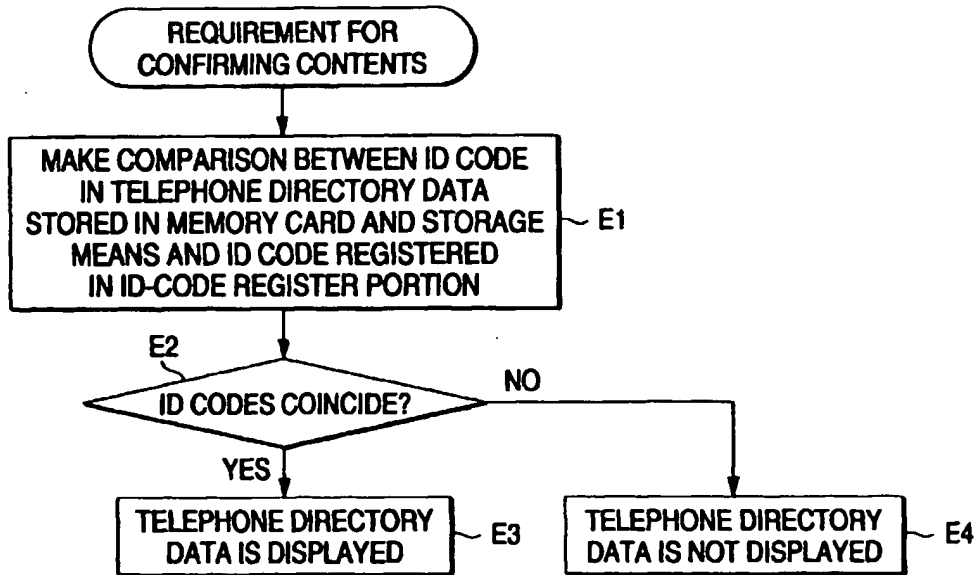 REQUIREMENT FOR
CONFIRMING CONTENTS
MAKE COMPARISON BETWEEN ID CODE
IN TELEPHONE DIRECTORY DATA
STORED IN MEMORY CARD AND STORAGE
MEANS AND ID CODE REGISTERED
IN ID-CODE REGISTER PORTION
E1
E2
ID CODES COINCIDE?
NO
YES
TELEPHONE DIRECTORY
DATA IS DISPLAYED
E3
TELEPHONE DIRECTORY
DATA IS NOT DISPLAYED
E4